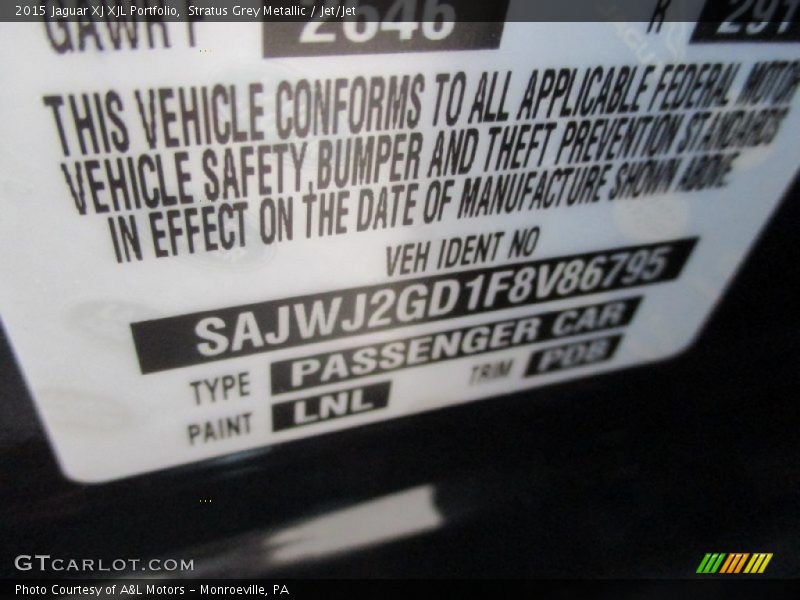 2015 Jaguar XJ XJL Portfolio, Stratus Grey Metallic / Jet/Jet
GAWR F 2646 R 291
THIS VEHICLE CONFORMS TO ALL APPLICABLE FEDERAL MOTOR
VEHICLE SAFETY, BUMPER AND THEFT PREVENTION STANDARDS
IN EFFECT ON THE DATE OF MANUFACTURE SHOWN ABOVE
VEH IDENT NO
SAJWJ2GD1F8V86795
TYPE PASSENGER CAR
PAINT LNL TRIM PDB
GTCARLOT.COM
Photo Courtesy of A&L Motors – Monroeville, PA